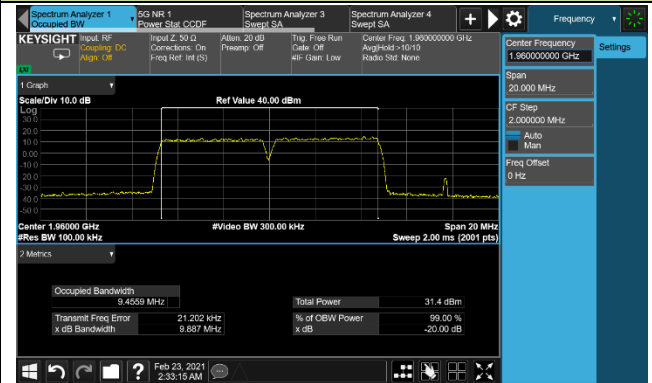 Spectrum Analyzer 1
Occupied BW
5G NR 1
Power Stat CCDF
Spectrum Analyzer 3
Swept SA
Spectrum Analyzer 4
Swept SA
Frequency
KEYSIGHT
Input: RF
Coupling: DC
Align: Off
Input Z: 50 Ω
Corrections: On
Freq Ref: Int (S)
Atten: 20 dB
Preamp: Off
Trig: Free Run
Gate: Off
#IF Gain: Low
Center Freq: 1.960000000 GHz
Avg|Hold:>10/10
Radio Std: None
Center Frequency
1.960000000 GHz
Settings
Span
20.000 MHz
CF Step
2.000000 MHz
Auto
Man
Freq Offset
0 Hz
1 Graph
Scale/Div 10.0 dB
Ref Value 40.00 dBm
Log
30.0
20.0
10.0
0.00
-10.0
-20.0
-30.0
-40.0
-50.0
Center 1.96000 GHz
#Video BW 300.00 kHz
Span 20 MHz
#Res BW 100.00 kHz
Sweep 2.00 ms (2001 pts)
2 Metrics
Occupied Bandwidth
9.4559 MHz
Total Power 31.4 dBm
Transmit Freq Error 21.202 kHz
% of OBW Power 99.00 %
x dB Bandwidth 9.887 MHz
x dB -20.00 dB
Feb 23, 2021
2:33:15 AM